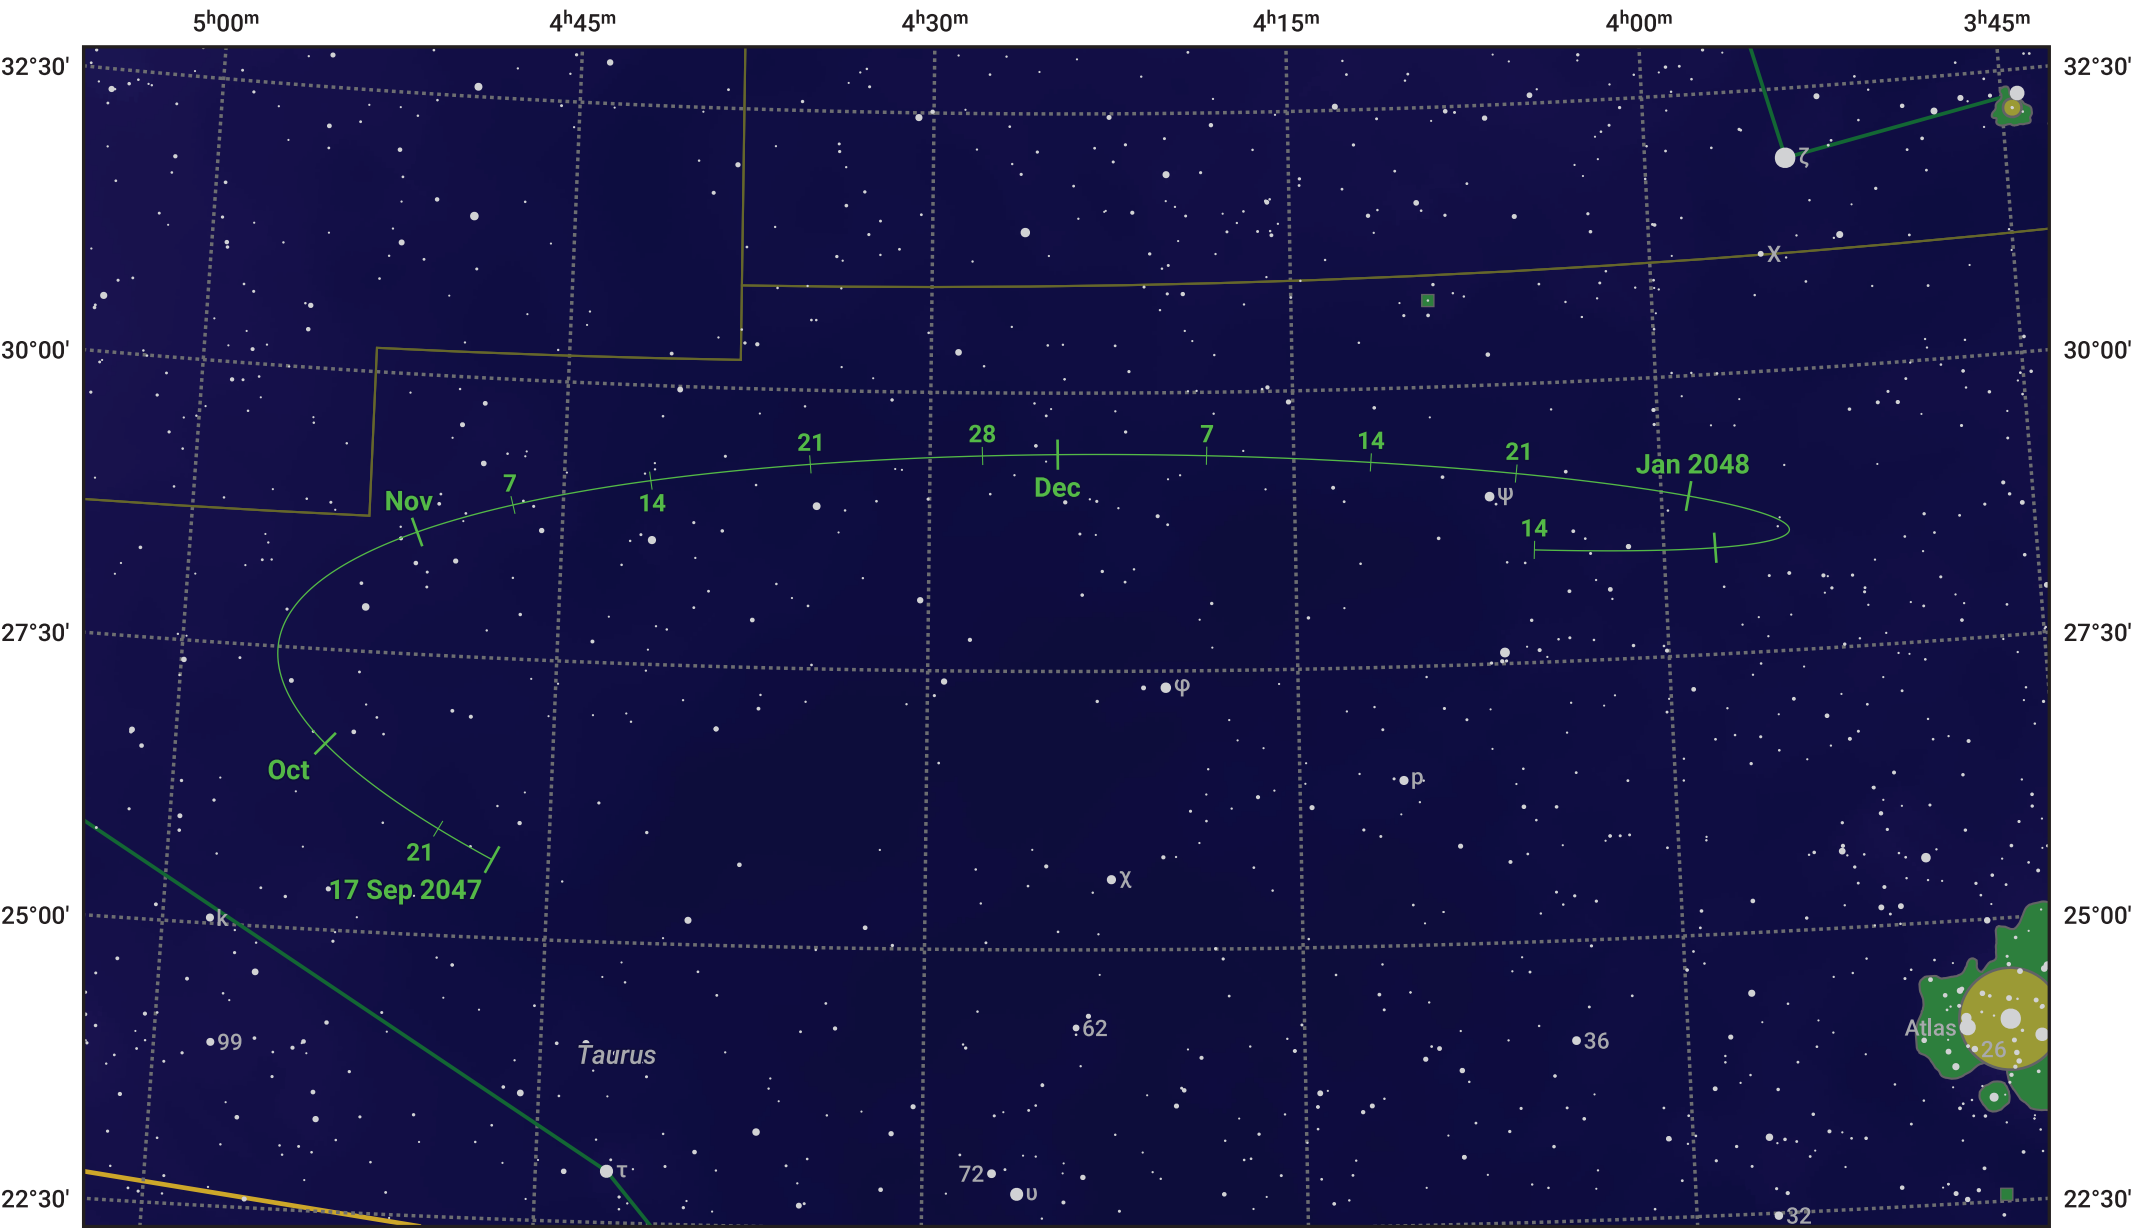 5ʰ00ᵐ 4ʰ45ᵐ 4ʰ30ᵐ 4ʰ15ᵐ 4ʰ00ᵐ 3ʰ45ᵐ
32°30' 32°30'
ζ
χ
30°00' 30°00'
21 28 7 14 21
Jan 2048
Nov 7 14 Dec ψ
14
27°30' 27°30'
φ
Oct p
21
17 Sep 2047 χ
25°00' k 25°00'
99 Taurus 62 36 Atlas 26
τ 72 υ
22°30' 22°30'
32